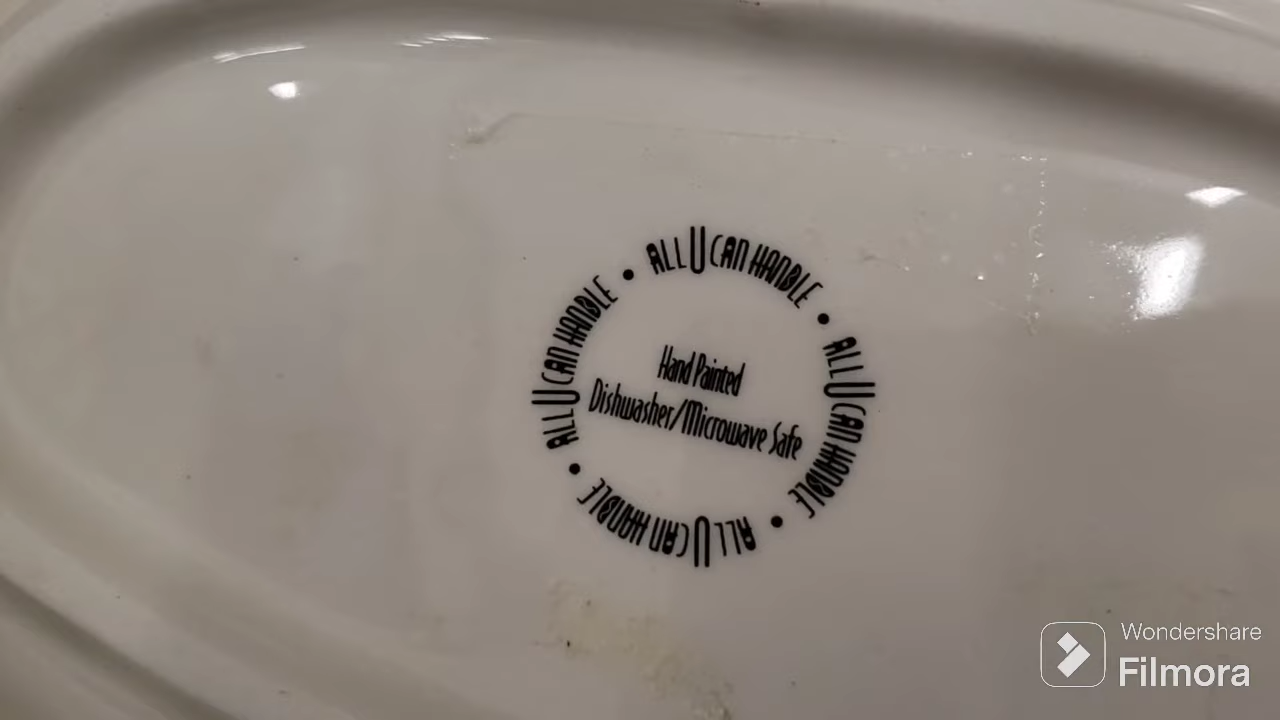 ALL U CAN HANDLE • ALL U CAN HANDLE • ALL U CAN HANDLE • ALL U CAN HANDLE •
Hand Painted
Dishwasher/Microwave Safe
Wondershare
Filmora